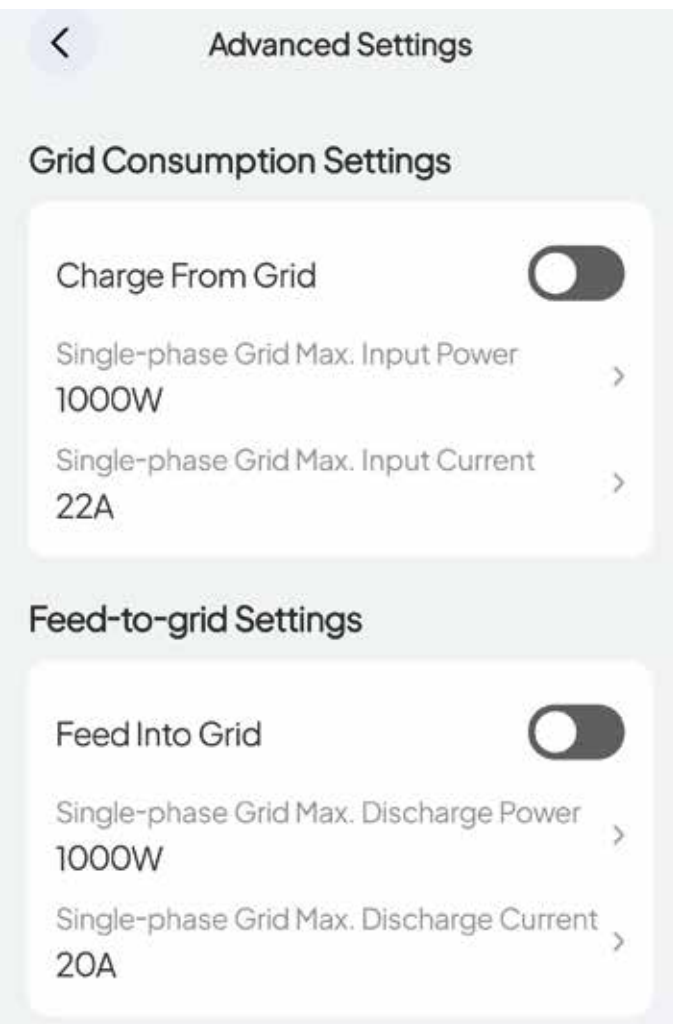 Advanced Settings
Grid Consumption Settings
Charge From Grid
Single-phase Grid Max. Input Power
1000W
Single-phase Grid Max. Input Current
22A
Feed-to-grid Settings
Feed Into Grid
Single-phase Grid Max. Discharge Power
1000W
Single-phase Grid Max. Discharge Current
20A